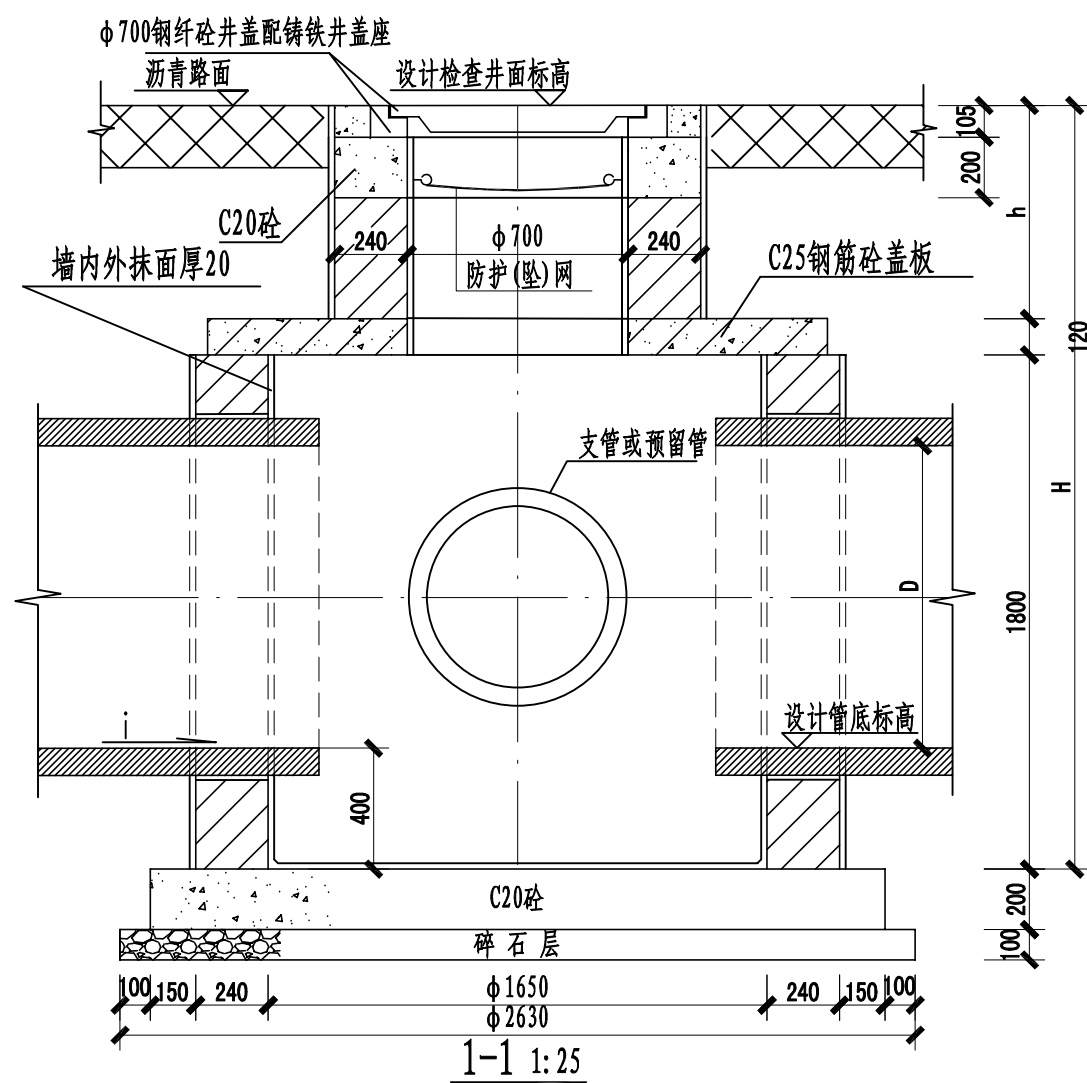 ф700钢纤砼井盖配铸铁井盖座
沥青路面
设计检查井面标高
105
200
h
C20砼
240
ф700
240
防护(坠)网
墙内外抹面厚20
C25钢筋砼盖板
120
支管或预留管
H
D
1800
i
设计管底标高
400
C20砼
200
碎石层
100
100
150
240
ф1650
240
150
100
ф2630
1-1 1:25